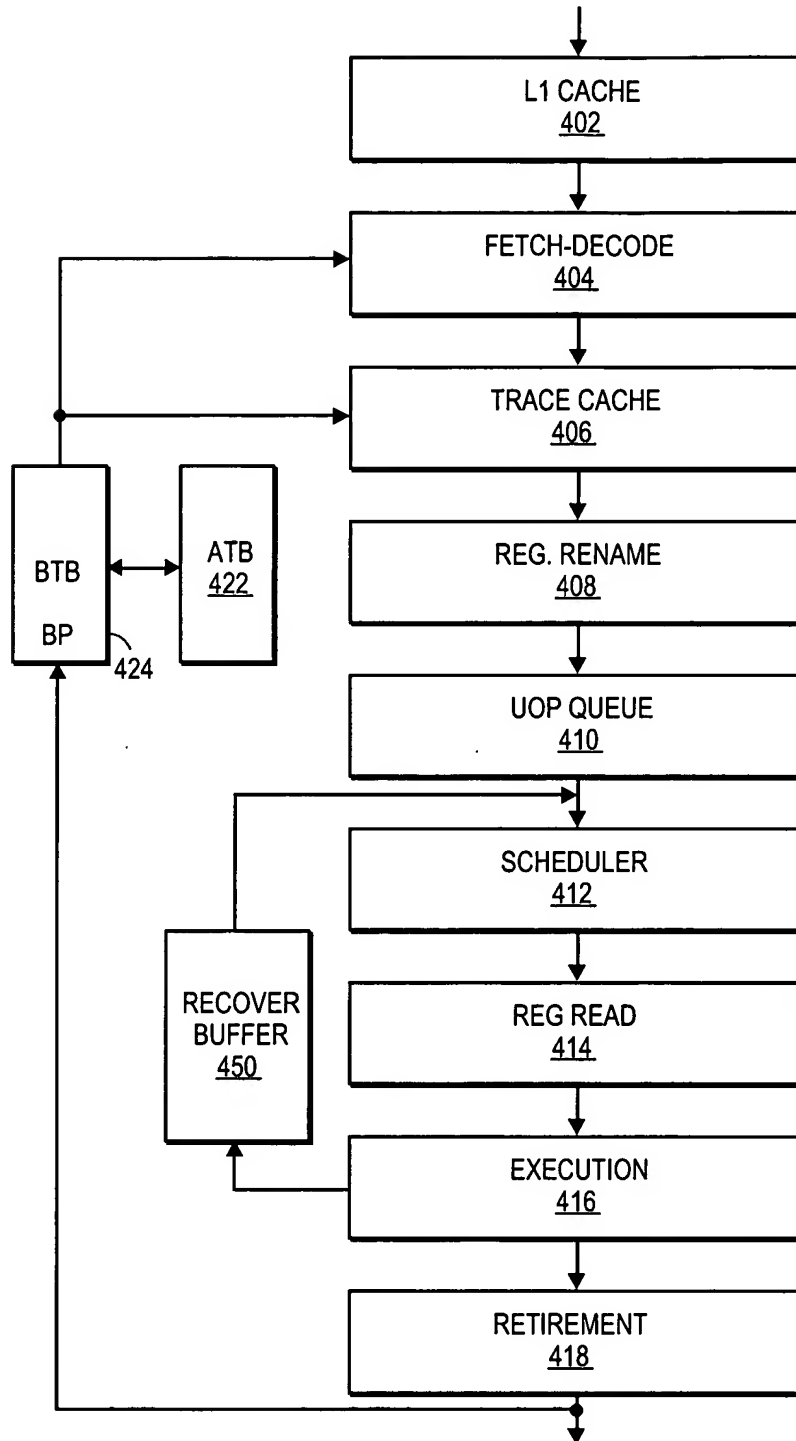 L1 CACHE
402
FETCH-DECODE
404
TRACE CACHE
406
BTB
BP
424
ATB
422
REG. RENAME
408
UOP QUEUE
410
SCHEDULER
412
RECOVER
BUFFER
450
REG READ
414
EXECUTION
416
RETIREMENT
418